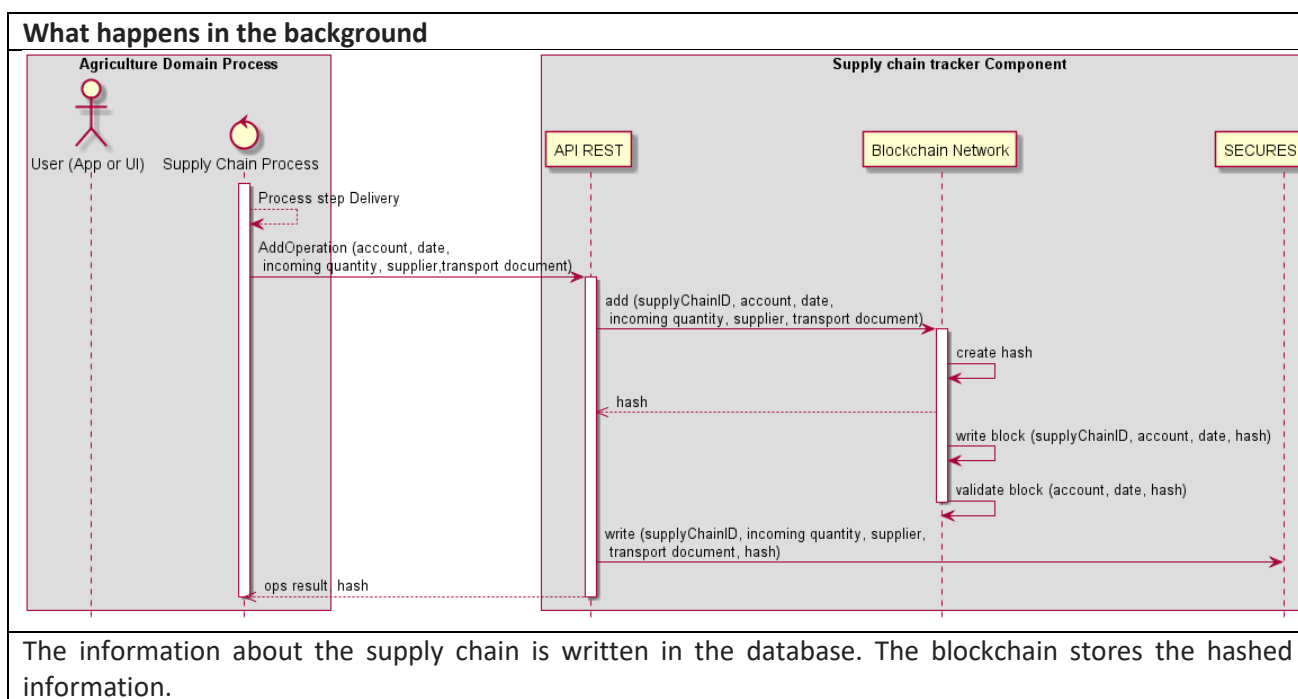 What happens in the background
Agriculture Domain Process
Supply chain tracker Component
User (App or UI)
Supply Chain Process
API REST
Blockchain Network
SECURES
Process step Delivery
AddOperation (account, date,
incoming quantity, supplier,transport document)
add (supplyChainID, account, date,
incoming quantity, supplier, transport document)
create hash
hash
write block (supplyChainID, account, date, hash)
validate block (account, date, hash)
write (supplyChainID, incoming quantity, supplier,
transport document, hash)
ops result, hash
The information about the supply chain is written in the database. The blockchain stores the hashed
information.